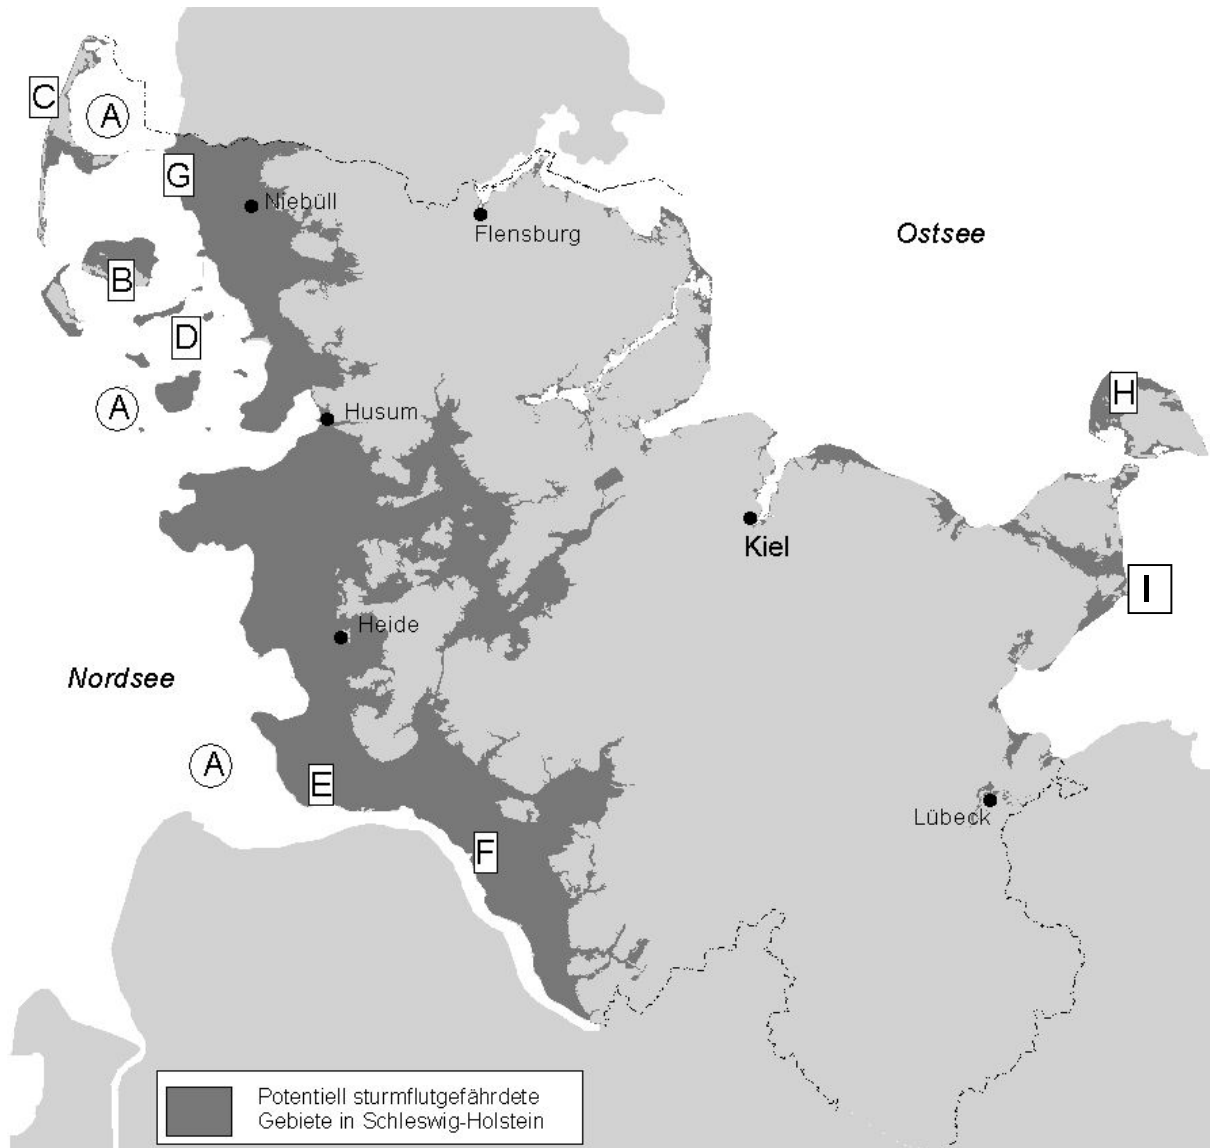 C
A
G
Niebüll
Flensburg
Ostsee
B
D
A
H
Husum
Kiel
I
Heide
Nordsee
A
E
F
Lübeck
Potentiell sturmflutgefährdete
Gebiete in Schleswig-Holstein